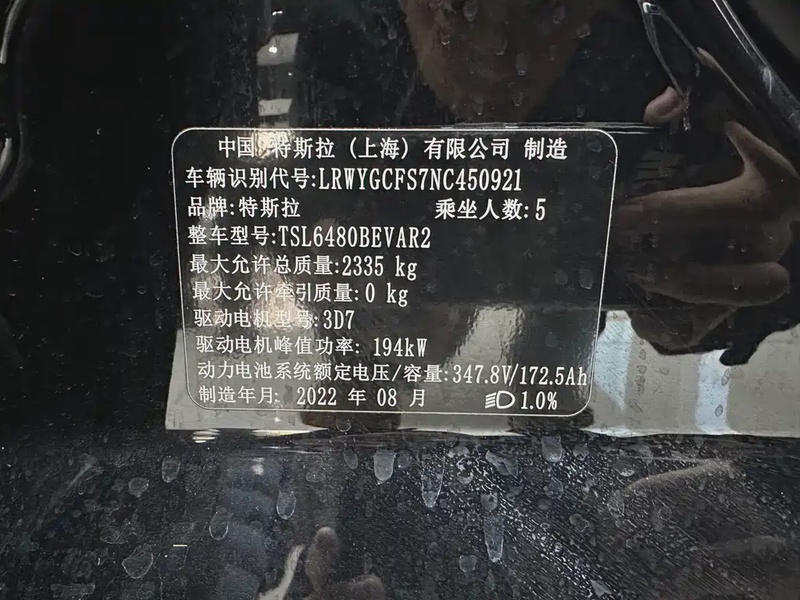 中国 特斯拉 (上海) 有限公司 制造
车辆识别代号:LRWYGCFS7NC450921
品牌:特斯拉 乘坐人数:5
整车型号:TSL6480BEVAR2
最大允许总质量:2335 kg
最大允许牵引质量:0 kg
驱动电机型号:3D7
驱动电机峰值功率: 194kW
动力电池系统额定电压/容量:347.8V/172.5Ah
制造年月: 2022 年 08 月 1.0%